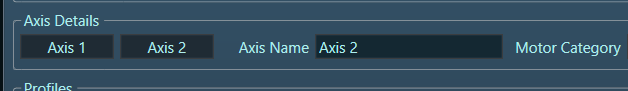 Axis Details
Axis 1 Axis 2 Axis Name Axis 2 Motor Category
Profiles